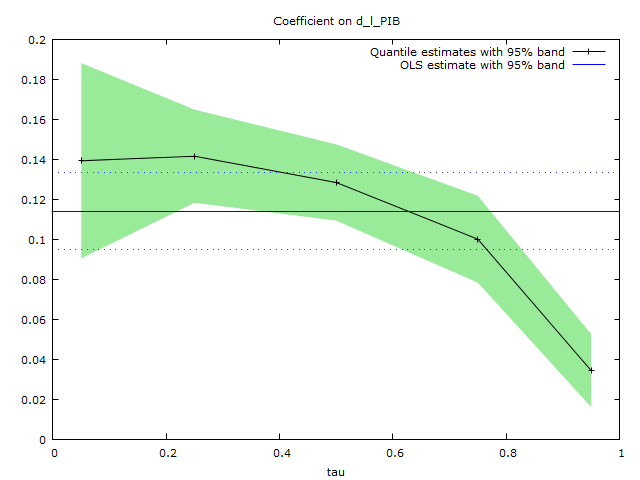 Coefficient on d_l_PIB
Quantile estimates with 95% band
OLS estimate with 95% band
0.2
0.18
0.16
0.14
0.12
0.1
0.08
0.06
0.04
0.02
0
0 0.2 0.4 0.6 0.8 1
tau